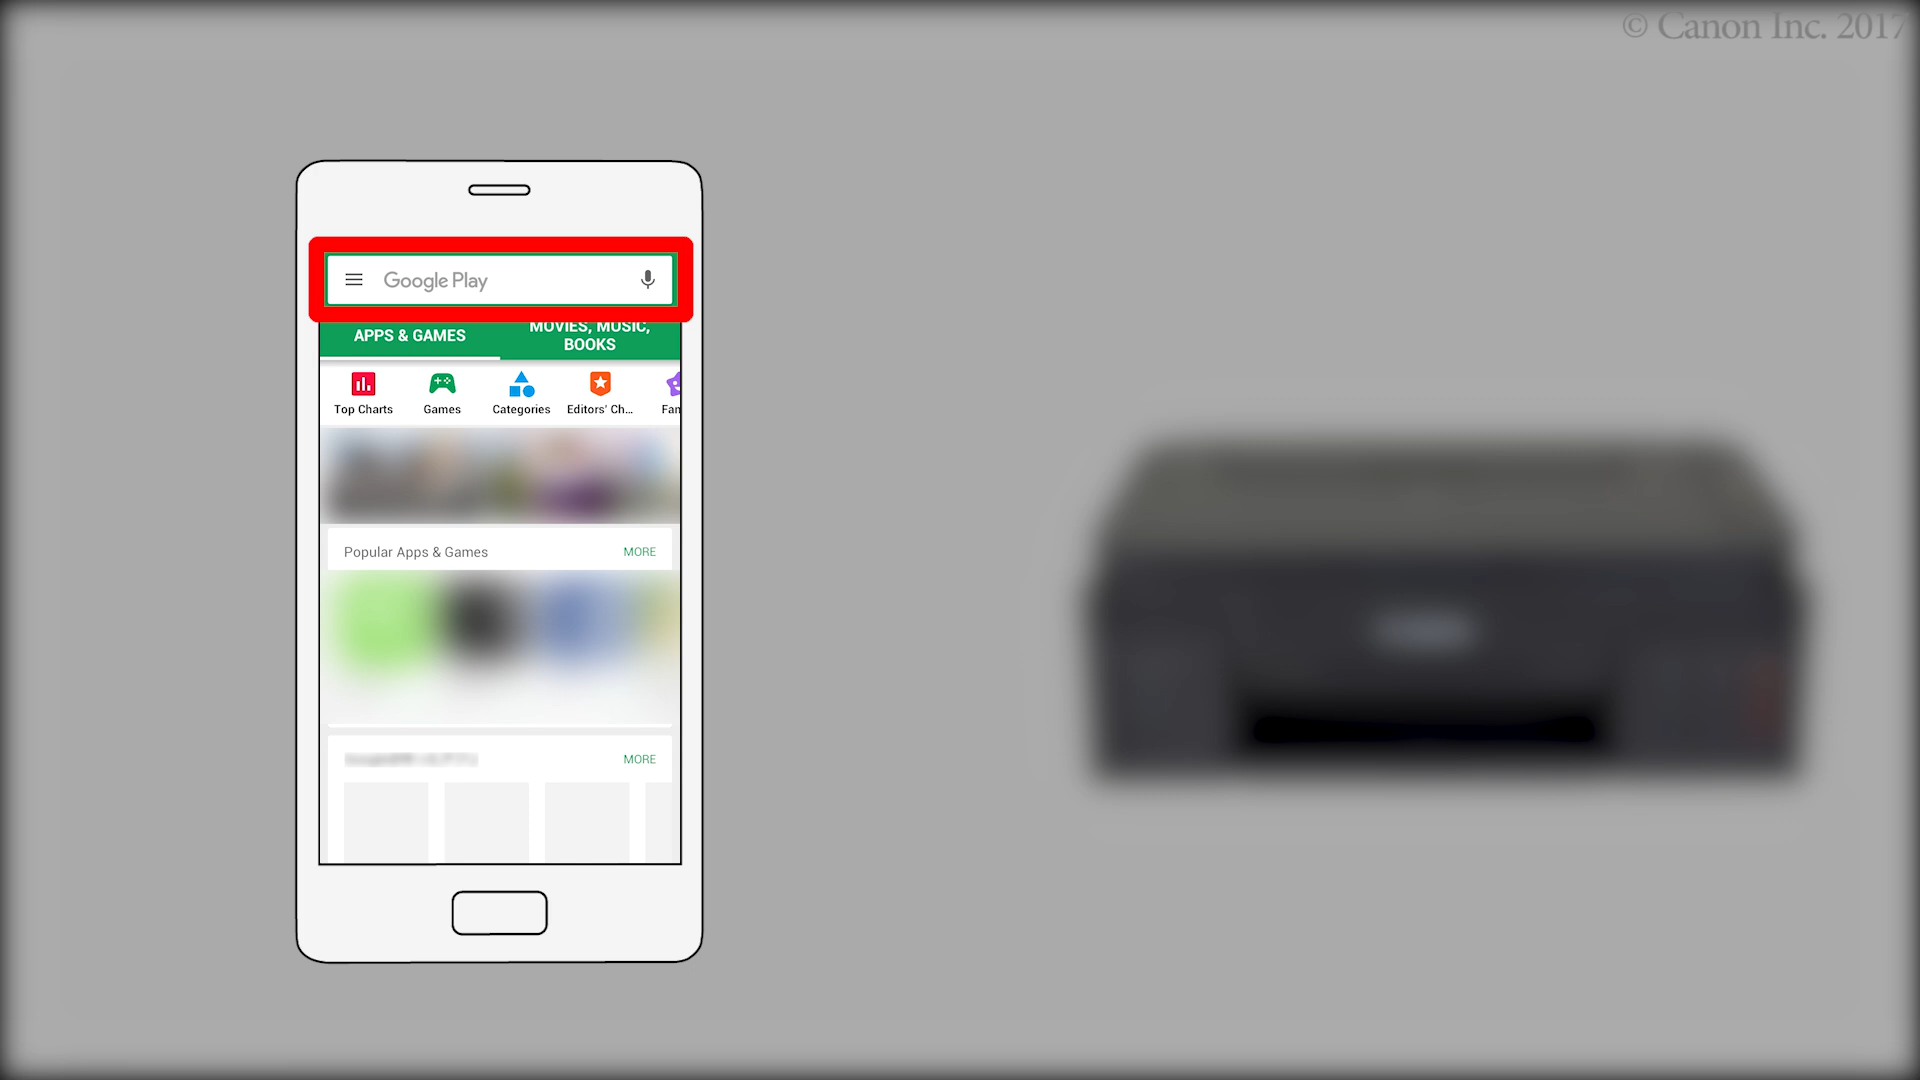 © Canon Inc. 2017
Google Play
APPS & GAMES
MOVIES, MUSIC,
BOOKS
Top Charts
Games
Categories
Editors' Ch...
Fam
Popular Apps & Games
MORE
MORE